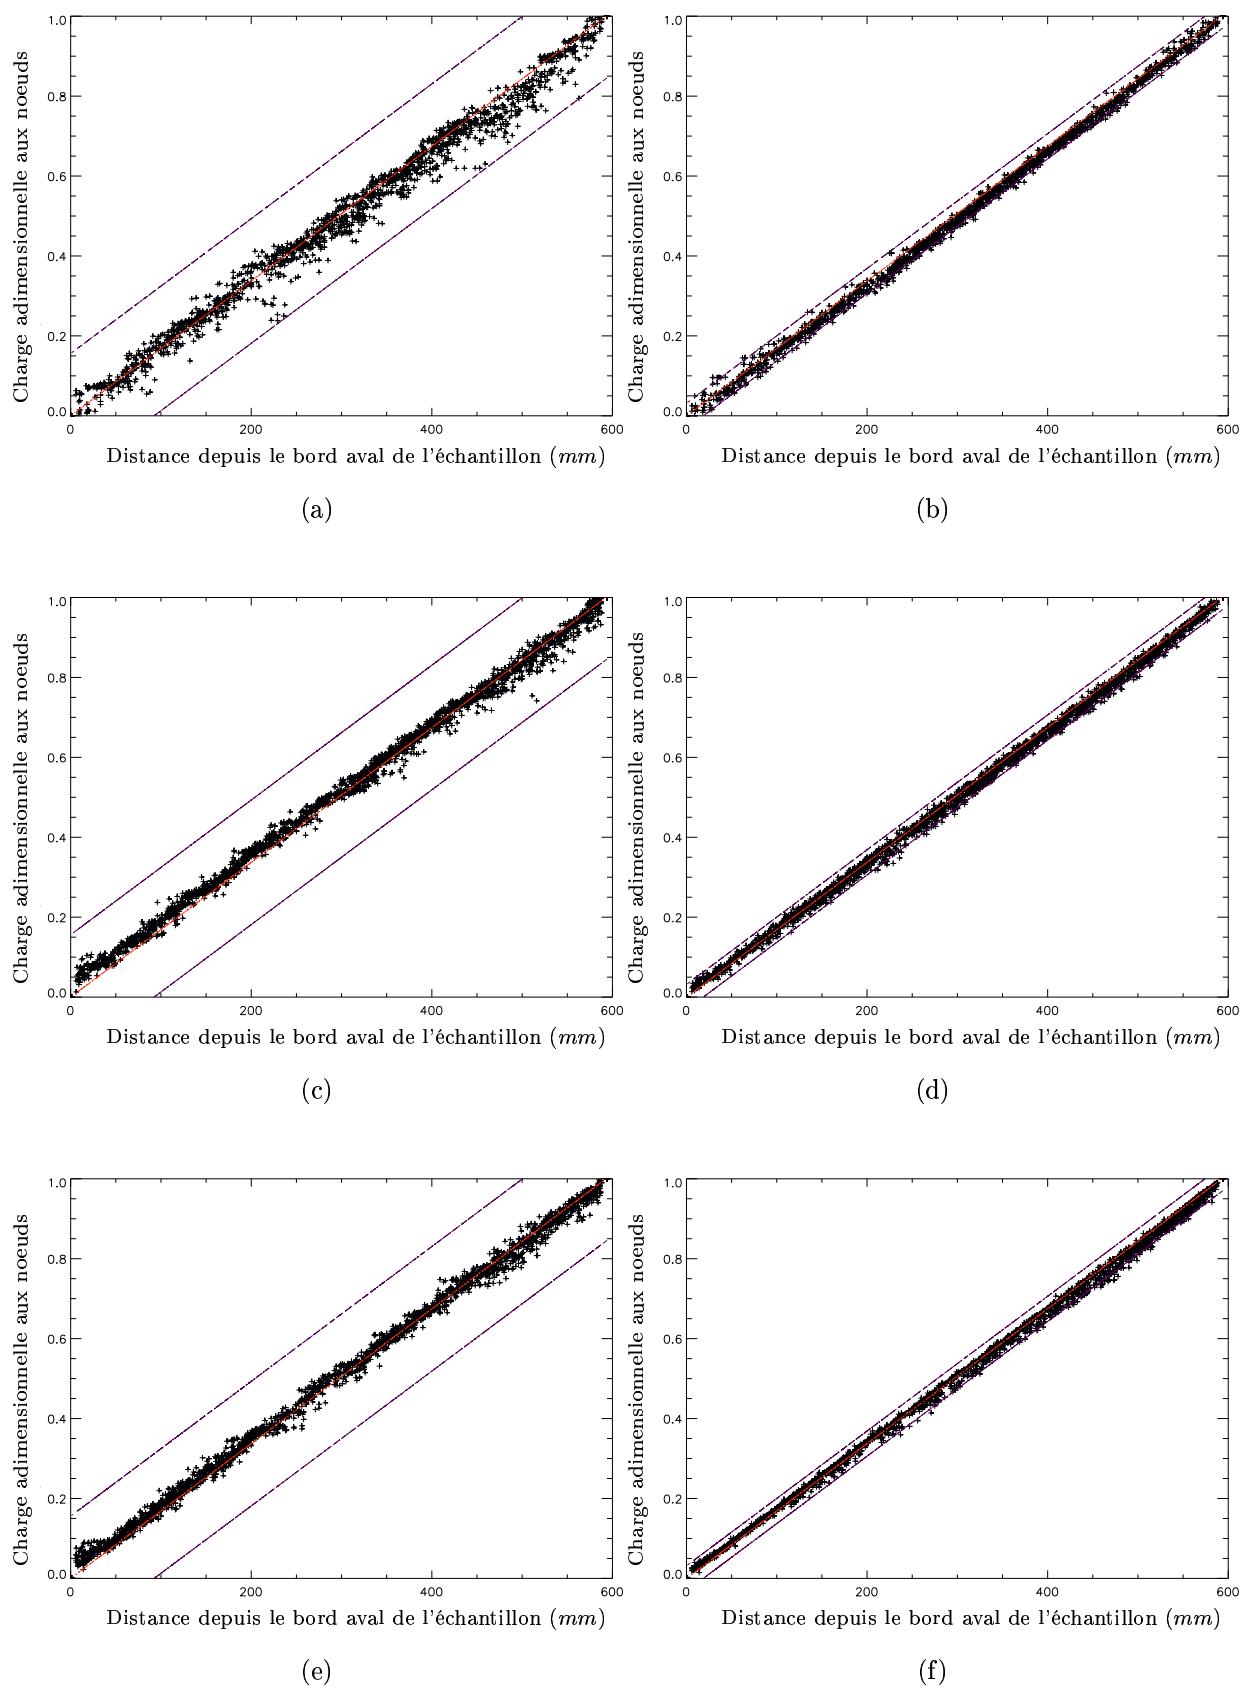 1.0 1.0
0.8 0.8
0.6 0.6
0.4 0.4
0.2 0.2
0.0 0.0
Charge adimensionnelle aux noeuds Charge adimensionnelle aux noeuds
0 200 400 600 0 200 400 600
Distance depuis le bord aval de l'échantillon (mm) Distance depuis le bord aval de l'échantillon (mm)
(a) (b)
1.0 1.0
0.8 0.8
0.6 0.6
0.4 0.4
0.2 0.2
0.0 0.0
Charge adimensionnelle aux noeuds Charge adimensionnelle aux noeuds
0 200 400 600 0 200 400 600
Distance depuis le bord aval de l'échantillon (mm) Distance depuis le bord aval de l'échantillon (mm)
(c) (d)
1.0 1.0
0.8 0.8
0.6 0.6
0.4 0.4
0.2 0.2
0.0 0.0
Charge adimensionnelle aux noeuds Charge adimensionnelle aux noeuds
0 200 400 600 0 200 400 600
Distance depuis le bord aval de l'échantillon (mm) Distance depuis le bord aval de l'échantillon (mm)
(e) (f)